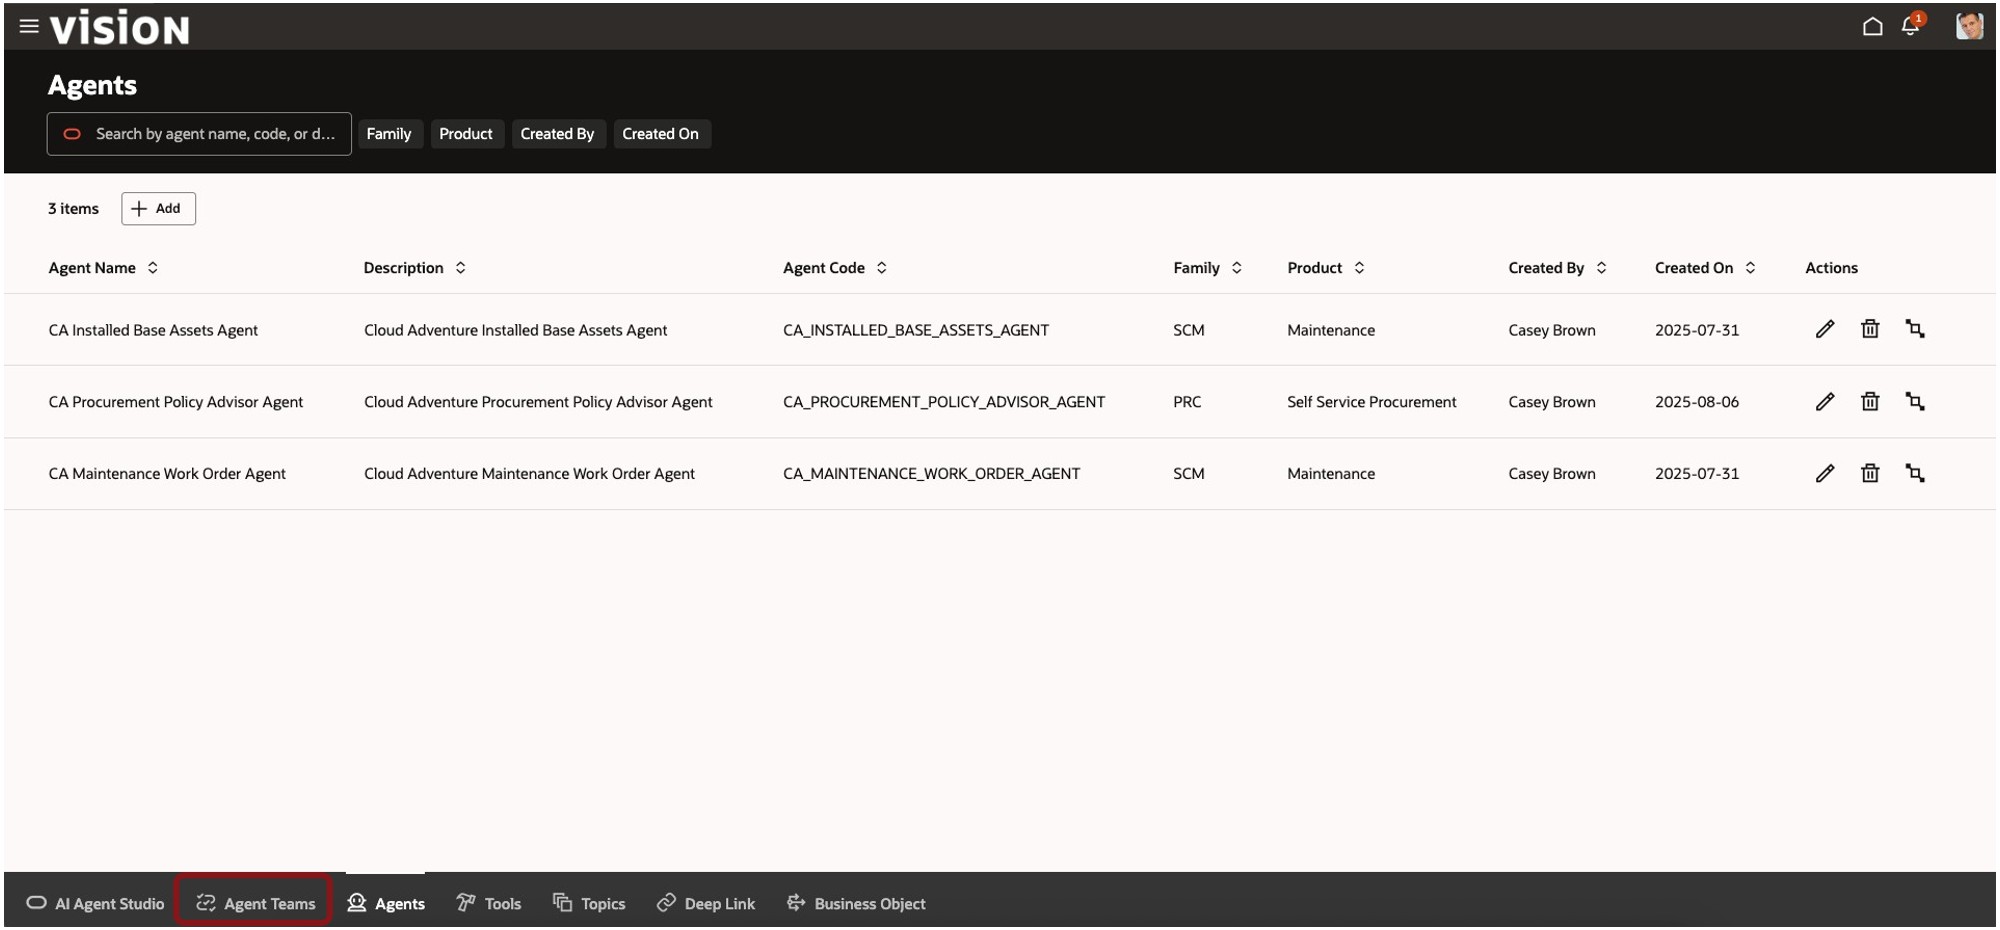 vision
1
Agents
Search by agent name, code, or d... Family Product Created By Created On
3 items Add
Agent Name Description Agent Code Family Product Created By Created On Actions
CA Installed Base Assets Agent Cloud Adventure Installed Base Assets Agent CA_INSTALLED_BASE_ASSETS_AGENT SCM Maintenance Casey Brown 2025-07-31
CA Procurement Policy Advisor Agent Cloud Adventure Procurement Policy Advisor Agent CA_PROCUREMENT_POLICY_ADVISOR_AGENT PRC Self Service Procurement Casey Brown 2025-08-06
CA Maintenance Work Order Agent Cloud Adventure Maintenance Work Order Agent CA_MAINTENANCE_WORK_ORDER_AGENT SCM Maintenance Casey Brown 2025-07-31
AI Agent Studio Agent Teams Agents Tools Topics Deep Link Business Object